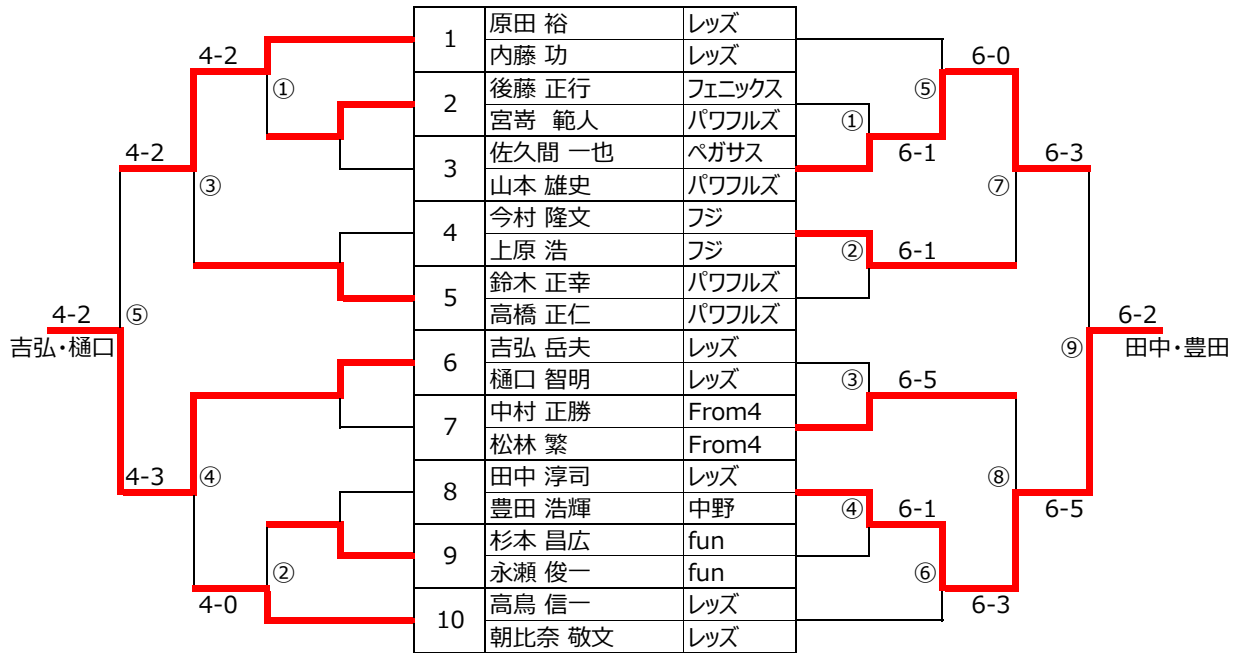 1 原田 裕 レッズ
4-2 内藤 功 レッズ 6-0
① 2 後藤 正行 フェニックス ⑤
宮嵜 範人 パワフルズ ①
4-2 3 佐久間 一也 ペガサス 6-1 6-3
③ 山本 雄史 パワフルズ ⑦
4 今村 隆文 フジ
上原 浩 フジ ② 6-1
5 鈴木 正幸 パワフルズ
4-2 ⑤ 高橋 正仁 パワフルズ 6-2
吉弘・樋口 6 吉弘 岳夫 レッズ ⑨ 田中・豊田
樋口 智明 レッズ ③ 6-5
7 中村 正勝 From4
松林 繁 From4
4-3 ④ 8 田中 淳司 レッズ ⑧
豊田 浩輝 中野 ④ 6-1 6-5
9 杉本 昌広 fun
② 永瀬 俊一 fun ⑥
4-0 10 高鳥 信一 レッズ 6-3
朝比奈 敬文 レッズ